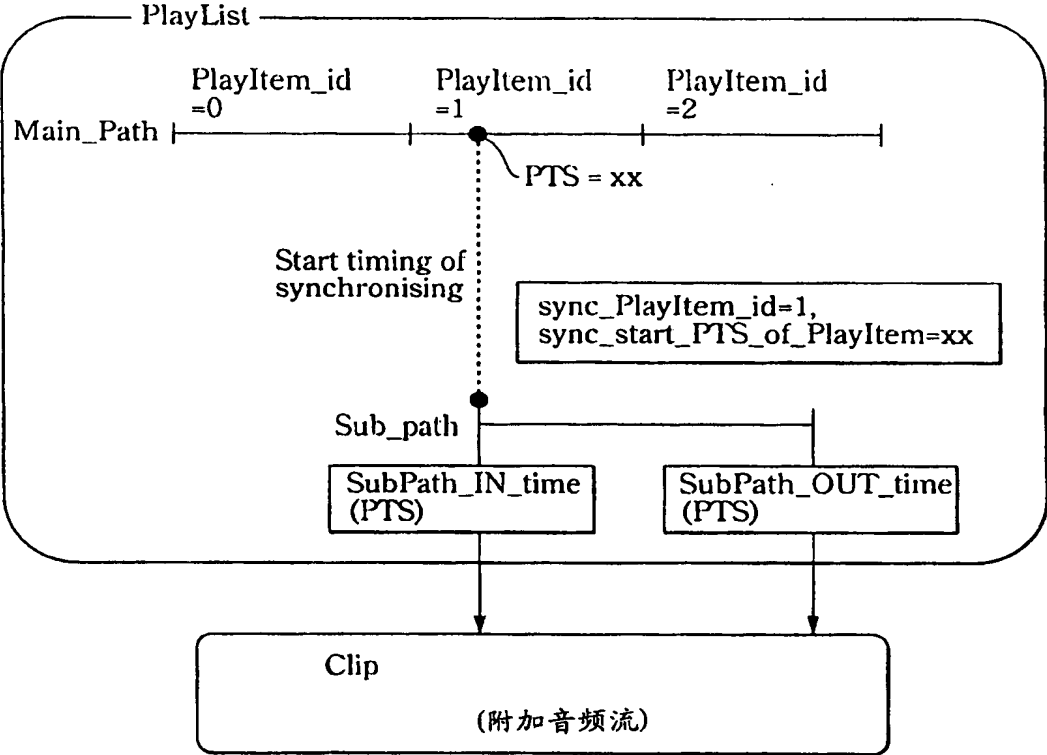 PlayList
PlayItem_id
=0
PlayItem_id
=1
PlayItem_id
=2
Main_Path
PTS = xx
Start timing of
synchronising
sync_PlayItem_id=1,
sync_start_PTS_of_PlayItem=xx
Sub_path
SubPath_IN_time
(PTS)
SubPath_OUT_time
(PTS)
Clip
(附加音频流)